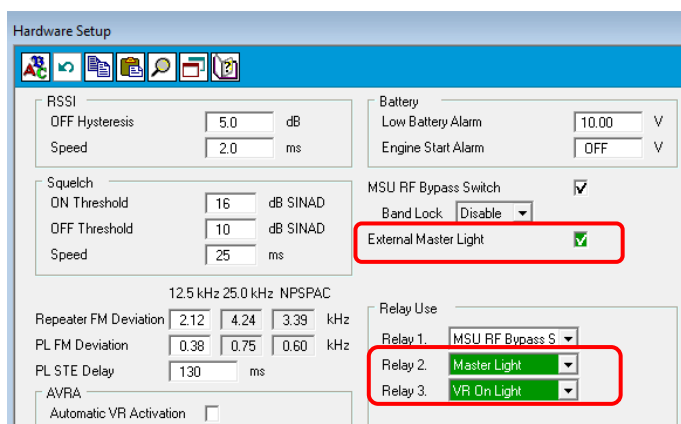 Hardware Setup
RSSI
OFF Hysteresis 5.0 dB
Speed 2.0 ms
Squelch
ON Threshold 16 dB SINAD
OFF Threshold 10 dB SINAD
Speed 25 ms
12.5 kHz 25.0 kHz NPSPAC
Repeater FM Deviation 2.12 4.24 3.39 kHz
PL FM Deviation 0.38 0.75 0.60 kHz
PL STE Delay 130 ms
AVRA
Automatic VR Activation
Battery
Low Battery Alarm 10.00 V
Engine Start Alarm OFF V
MSU RF Bypass Switch
Band Lock Disable
External Master Light
Relay Use
Relay 1. MSU RF Bypass S
Relay 2. Master Light
Relay 3. VR On Light